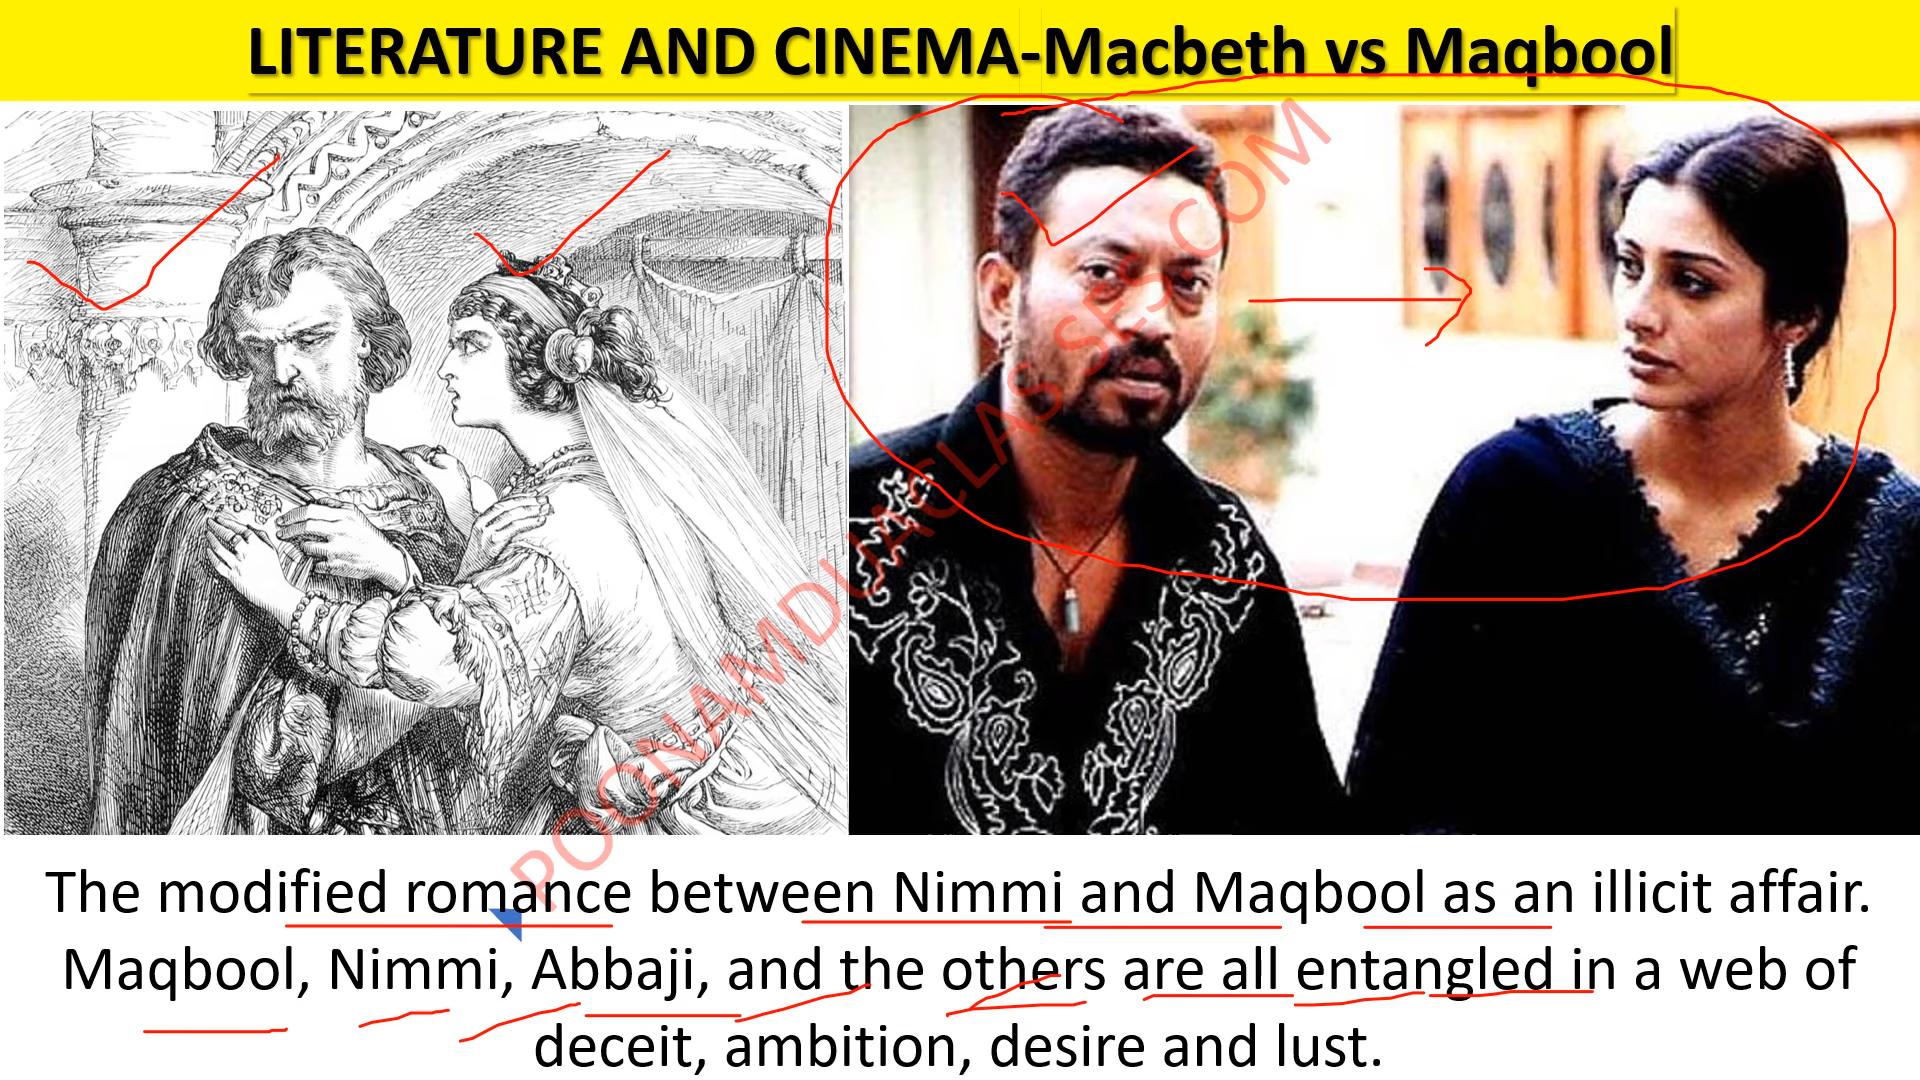 LITERATURE AND CINEMA-Macbeth vs Maqbool
POONAMDUACLASSES.COM
The modified romance between Nimmi and Maqbool as an illicit affair.
Maqbool, Nimmi, Abbaji, and the others are all entangled in a web of
deceit, ambition, desire and lust.